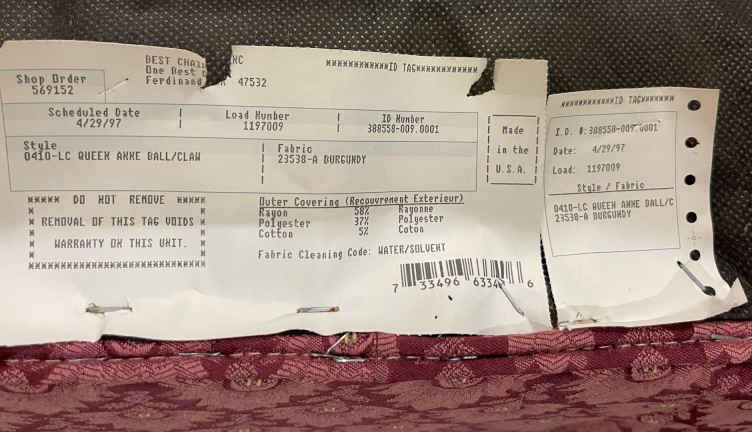 BEST CHAI NC
One Best
Ferdinand 47532
************ID TAG************
Shop Order
569152
Scheduled Date
4/29/97
Load Number
1197009
ID Number
388558-009.0001
Style
0410-LC QUEEN ANNE BALL/CLAW
Fabric
23538-A BURGUNDY
Made
in the
U.S.A.
***** DO NOT REMOVE *****
REMOVAL OF THIS TAG VOIDS
WARRANTY ON THIS UNIT.
Outer Covering (Recouvrement Exterieur)
Rayon 58% Rayonne
Polyester 37% Polyester
Cotton 5% Coton
Fabric Cleaning Code: WATER/SOLVENT
7 33496 6334 6
************ID TAG*******
I.D. #:388558-009.0001
Date: 4/29/97
Load: 1197009
Style / Fabric
0410-LC QUEEN ANNE BALL/C
23538-A BURGUNDY